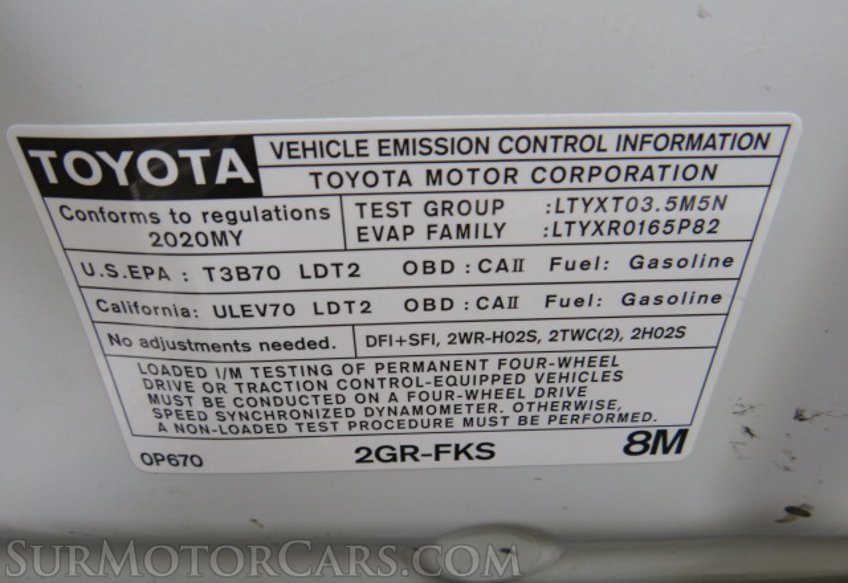 TOYOTA
VEHICLE EMISSION CONTROL INFORMATION
TOYOTA MOTOR CORPORATION
Conforms to regulations
2020MY
TEST GROUP :LTYXT03.5M5N
EVAP FAMILY :LTYXR0165P82
U.S.EPA : T3B70 LDT2 OBD : CAII Fuel: Gasoline
California: ULEV70 LDT2 OBD : CAII Fuel: Gasoline
No adjustments needed.
DFI+SFI, 2WR-HO2S, 2TWC(2), 2HO2S
LOADED I/M TESTING OF PERMANENT FOUR-WHEEL
DRIVE OR TRACTION CONTROL-EQUIPPED VEHICLES
MUST BE CONDUCTED ON A FOUR-WHEEL DRIVE
SPEED SYNCHRONIZED DYNAMOMETER. OTHERWISE,
A NON-LOADED TEST PROCEDURE MUST BE PERFORMED.
0P670 2GR-FKS 8M
SURMOTORCARS.COM